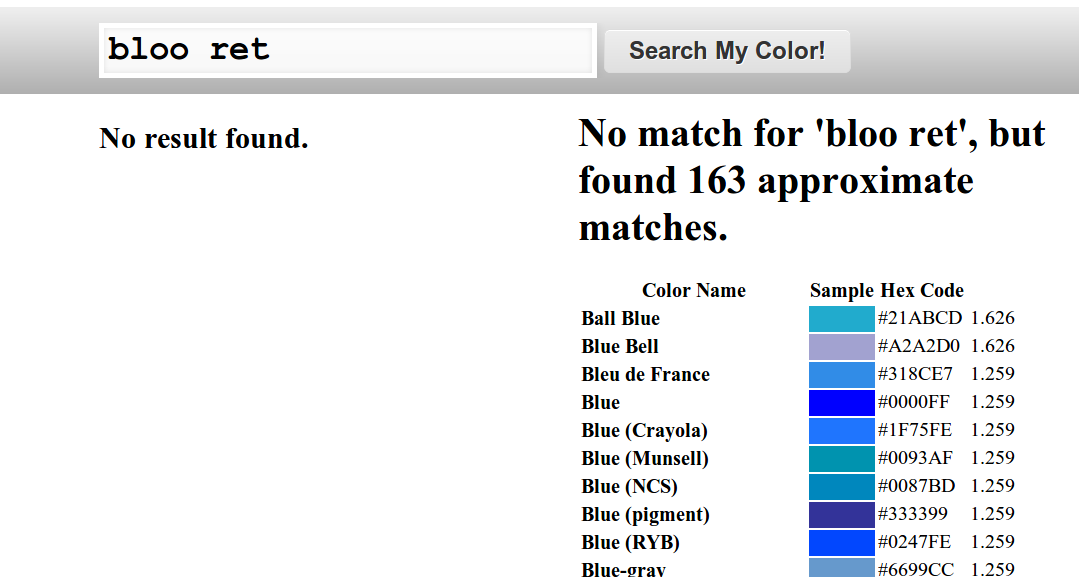 bloo ret
Search My Color!
No result found.
No match for 'bloo ret', but
found 163 approximate
matches.
Color Name Sample Hex Code
Ball Blue #21ABCD 1.626
Blue Bell #A2A2D0 1.626
Bleu de France #318CE7 1.259
Blue #0000FF 1.259
Blue (Crayola) #1F75FE 1.259
Blue (Munsell) #0093AF 1.259
Blue (NCS) #0087BD 1.259
Blue (pigment) #333399 1.259
Blue (RYB) #0247FE 1.259
Blue-gray #6699CC 1.259